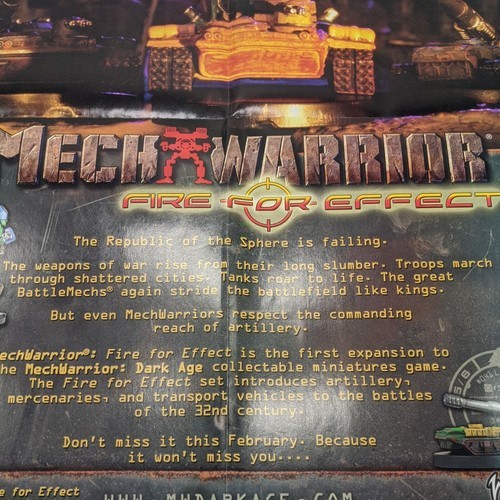 MECHWARRIOR
FIRE FOR EFFECT
The Republic of the Sphere is failing.
The weapons of war rise from their long slumber. Troops march
through shattered cities. Tanks roar to life. The great
BattleMechs® again stride the battlefield like kings.
But even MechWarriors respect the commanding
reach of artillery.
echWarrior®: Fire for Effect is the first expansion to
he MechWarrior: Dark Age collectable miniatures game.
The Fire for Effect set introduces artillery,
mercenaries, and transport vehicles to the battles
of the 32nd century.
Don't miss it this February. Because
it won't miss you....
e for Effect
WWW.MWDARKAGE.COM